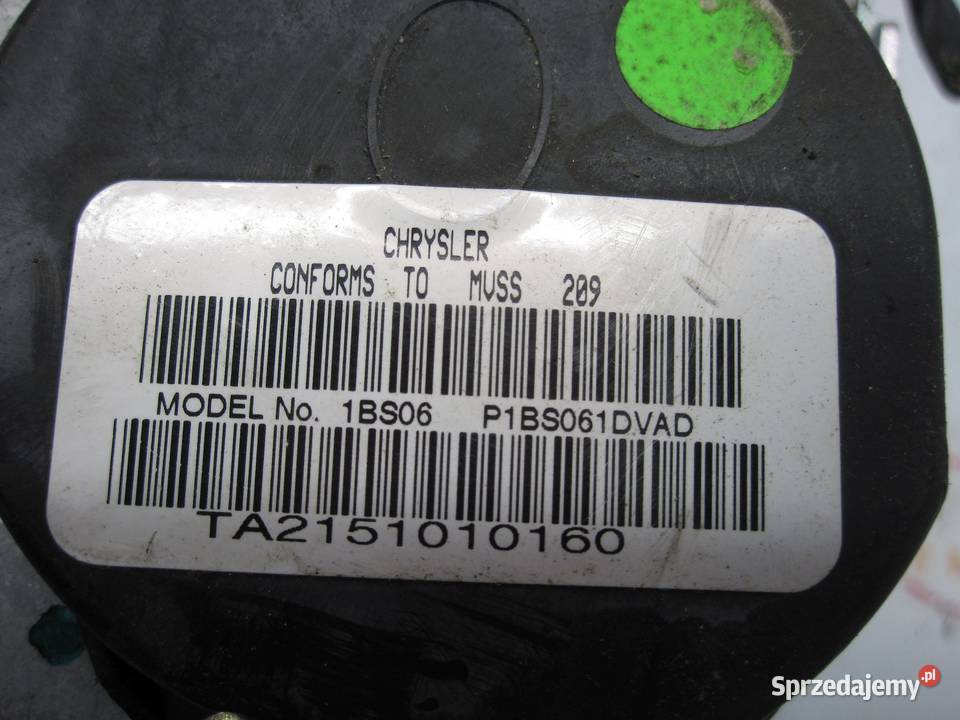 CHRYSLER
CONFORMS TO MVSS 209
MODEL No. 1BS06 P1BS061DVAD
TA2151010160
Sprzedajemy.pl